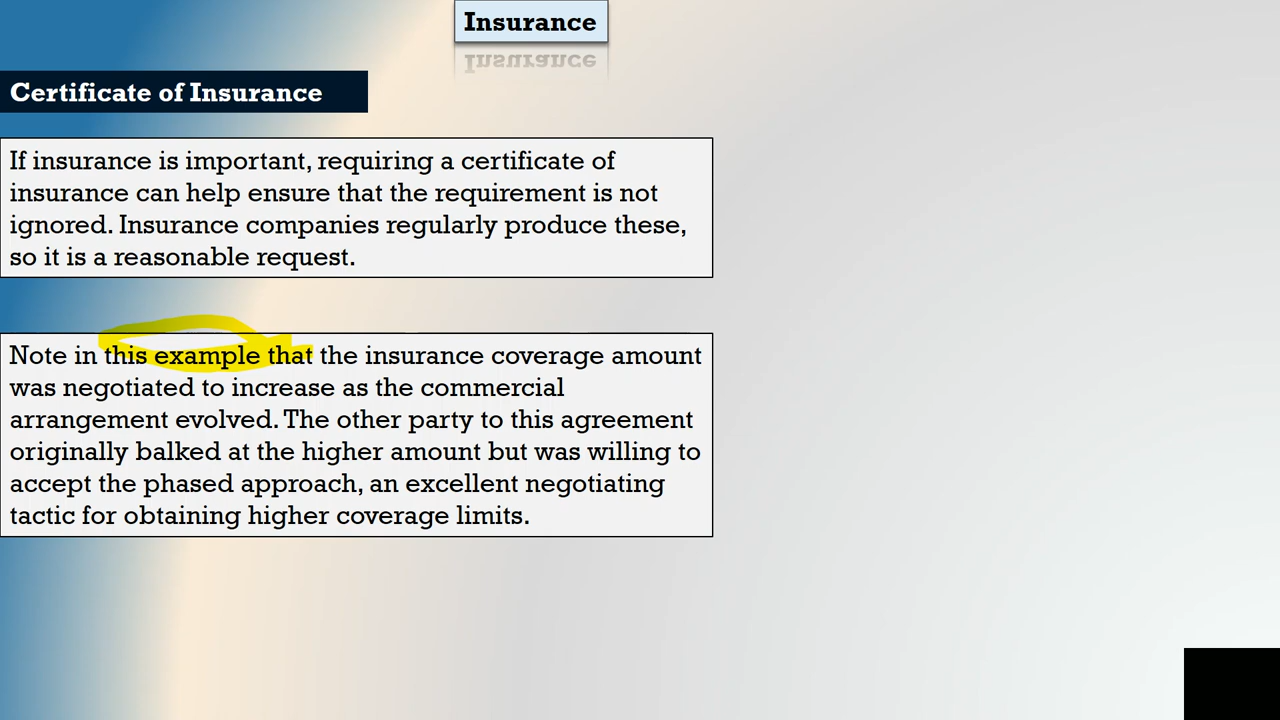 Insurance
Certificate of Insurance
If insurance is important, requiring a certificate of
insurance can help ensure that the requirement is not
ignored. Insurance companies regularly produce these,
so it is a reasonable request.
Note in this example that the insurance coverage amount
was negotiated to increase as the commercial
arrangement evolved. The other party to this agreement
originally balked at the higher amount but was willing to
accept the phased approach, an excellent negotiating
tactic for obtaining higher coverage limits.